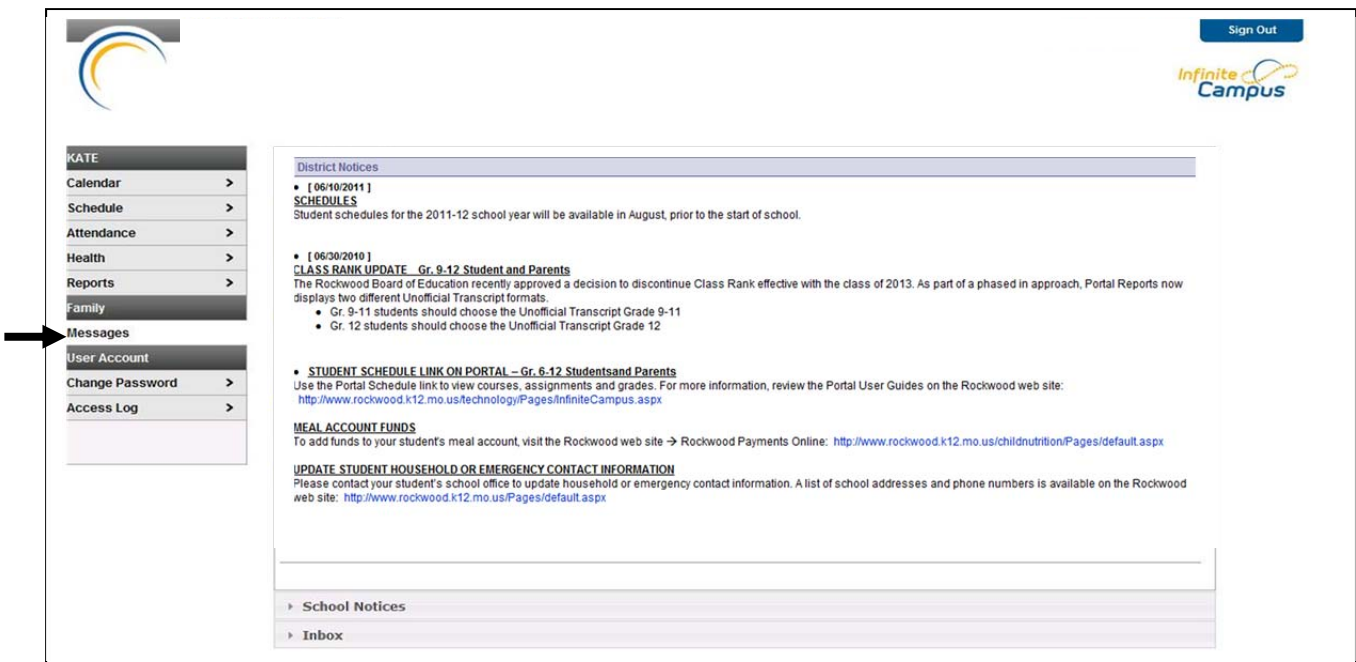 Sign Out
Infinite
Campus
KATE
Calendar
Schedule
Attendance
Health
Reports
Family
Messages
User Account
Change Password
Access Log
District Notices
• [ 06/10/2011 ]
SCHEDULES
Student schedules for the 2011-12 school year will be available in August, prior to the start of school.
• [ 06/30/2010 ]
CLASS RANK UPDATE Gr. 9-12 Student and Parents
The Rockwood Board of Education recently approved a decision to discontinue Class Rank effective with the class of 2013. As part of a phased in approach, Portal Reports now
displays two different Unofficial Transcript formats.
• Gr. 9-11 students should choose the Unofficial Transcript Grade 9-11
• Gr. 12 students should choose the Unofficial Transcript Grade 12
• STUDENT SCHEDULE LINK ON PORTAL – Gr. 6-12 Studentsand Parents
Use the Portal Schedule link to view courses, assignments and grades. For more information, review the Portal User Guides on the Rockwood web site:
http://www.rockwood.k12.mo.us/technology/Pages/InfiniteCampus.aspx
MEAL ACCOUNT FUNDS
To add funds to your student's meal account, visit the Rockwood web site → Rockwood Payments Online: http://www.rockwood.k12.mo.us/childnutrition/Pages/default.aspx
UPDATE STUDENT HOUSEHOLD OR EMERGENCY CONTACT INFORMATION
Please contact your student's school office to update household or emergency contact information. A list of school addresses and phone numbers is available on the Rockwood
web site: http://www.rockwood.k12.mo.us/Pages/default.aspx
School Notices
Inbox